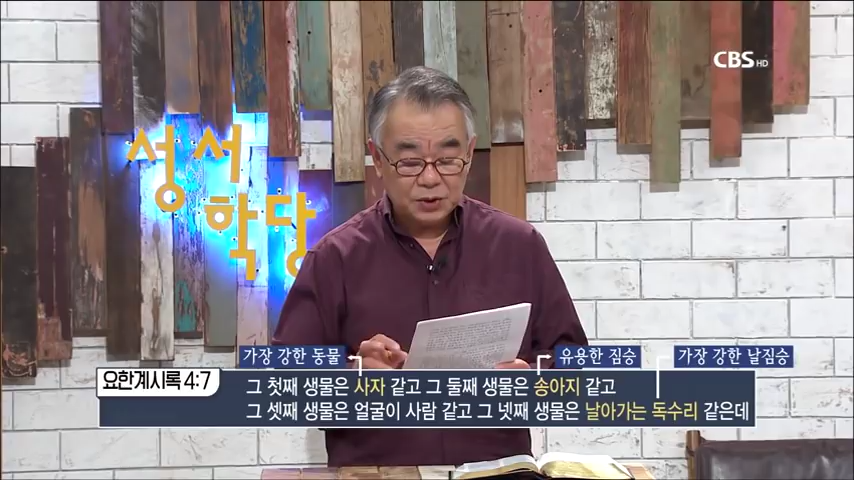 CBS HD
성서
학당
가장 강한 동물
유용한 짐승
가장 강한 날짐승
요한계시록 4:7
그 첫째 생물은 사자 같고 그 둘째 생물은 송아지 같고
그 셋째 생물은 얼굴이 사람 같고 그 넷째 생물은 날아가는 독수리 같은데